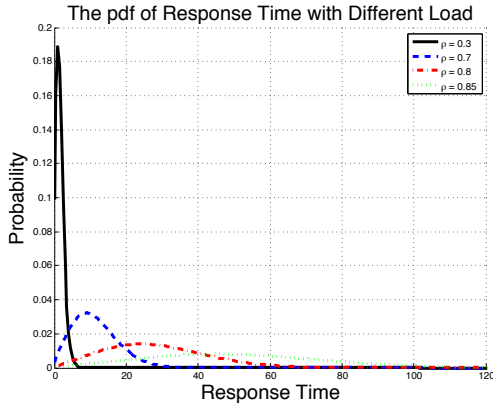 The pdf of Response Time with Different Load
0.2
0.18
0.16
0.14
0.12
0.1
0.08
0.06
0.04
0.02
0
Probability
ρ = 0.3
ρ = 0.7
ρ = 0.8
ρ = 0.85
0 20 40 60 80 100 120
Response Time